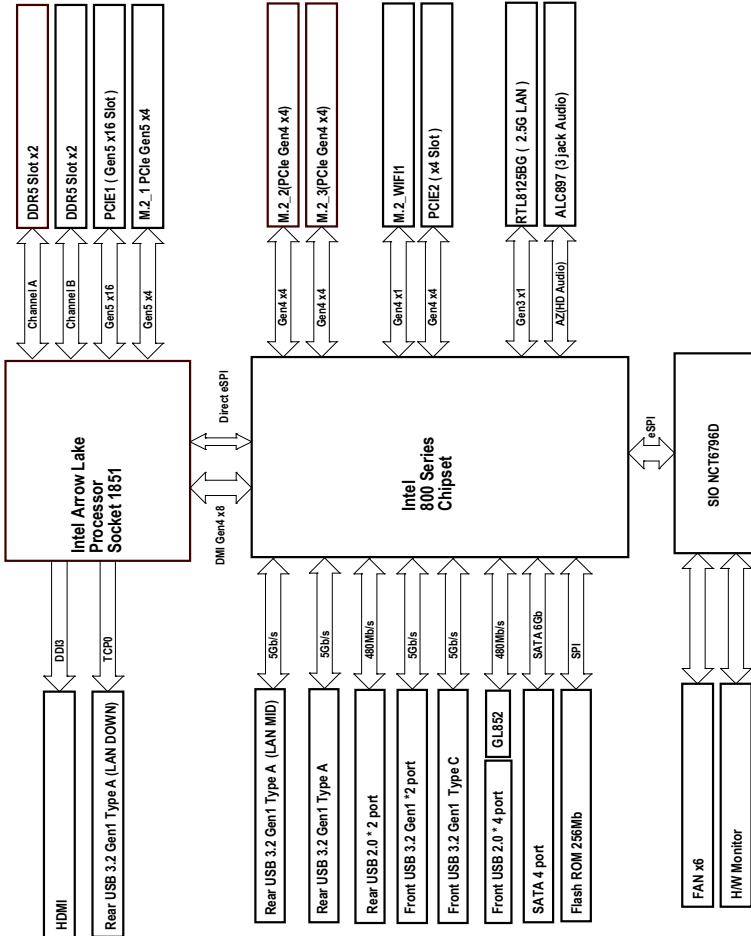 DDR5 Slot x2
DDR5 Slot x2
PCIE1 ( Gen5 x16 Slot )
M.2_1 PCIe Gen5 x4
Channel A
Channel B
Gen5 x16
Gen5 x4
Intel Arrow Lake
Processor
Socket 1851
DDI3
TCP0
HDMI
Rear USB 3.2 Gen1 Type A (LAN DOWN)
Direct eSPI
DMI Gen4 x8
M.2_2(PCIe Gen4 x4)
M.2_3(PCIe Gen4 x4)
M.2_WIFI1
PCIE2 ( x4 Slot )
RTL8125BG ( 2.5G LAN )
ALC897 (3 jack Audio)
Gen4 x4
Gen4 x4
Gen4 x1
Gen4 x4
Gen3 x1
AZ(HD Audio)
Intel
800 Series
Chipset
5Gb/s
5Gb/s
480Mb/s
5Gb/s
5Gb/s
480Mb/s
SATA 6Gb
SPI
Rear USB 3.2 Gen1 Type A (LAN MID)
Rear USB 3.2 Gen1 Type A
Rear USB 2.0 * 2 port
Front USB 3.2 Gen1 *2 port
Front USB 3.2 Gen1 Type C
Front USB 2.0 * 4 port
GL852
SATA 4 port
Flash ROM 256Mb
eSPI
SIO NCT6796D
FAN x6
H/W Monitor